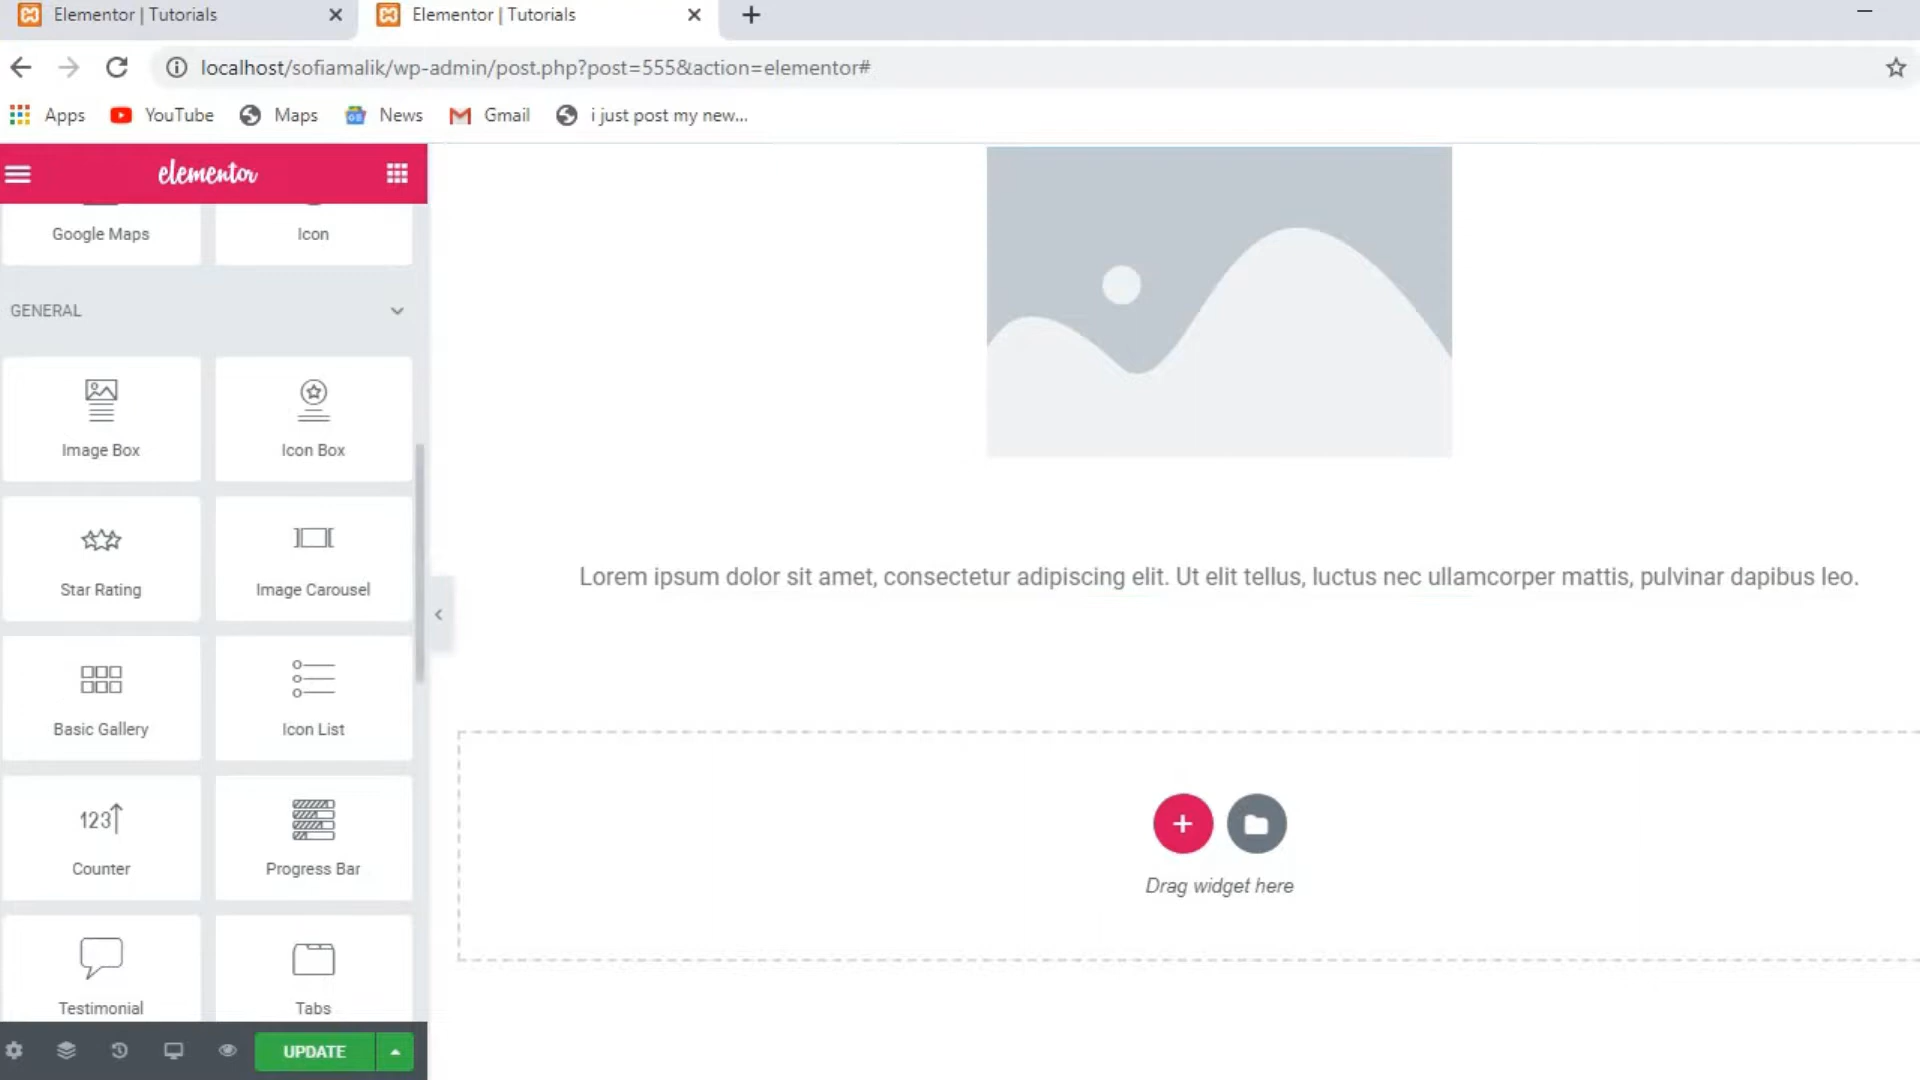 Elementor | Tutorials
Elementor | Tutorials
localhost/sofiamalik/wp-admin/post.php?post=555&action=elementor#
Apps YouTube Maps News Gmail i just post my new...
elementor
Google Maps Icon
GENERAL
Image Box Icon Box
Star Rating Image Carousel
Basic Gallery Icon List
123
Counter Progress Bar
Testimonial Tabs
UPDATE
Lorem ipsum dolor sit amet, consectetur adipiscing elit. Ut elit tellus, luctus nec ullamcorper mattis, pulvinar dapibus leo.
Drag widget here